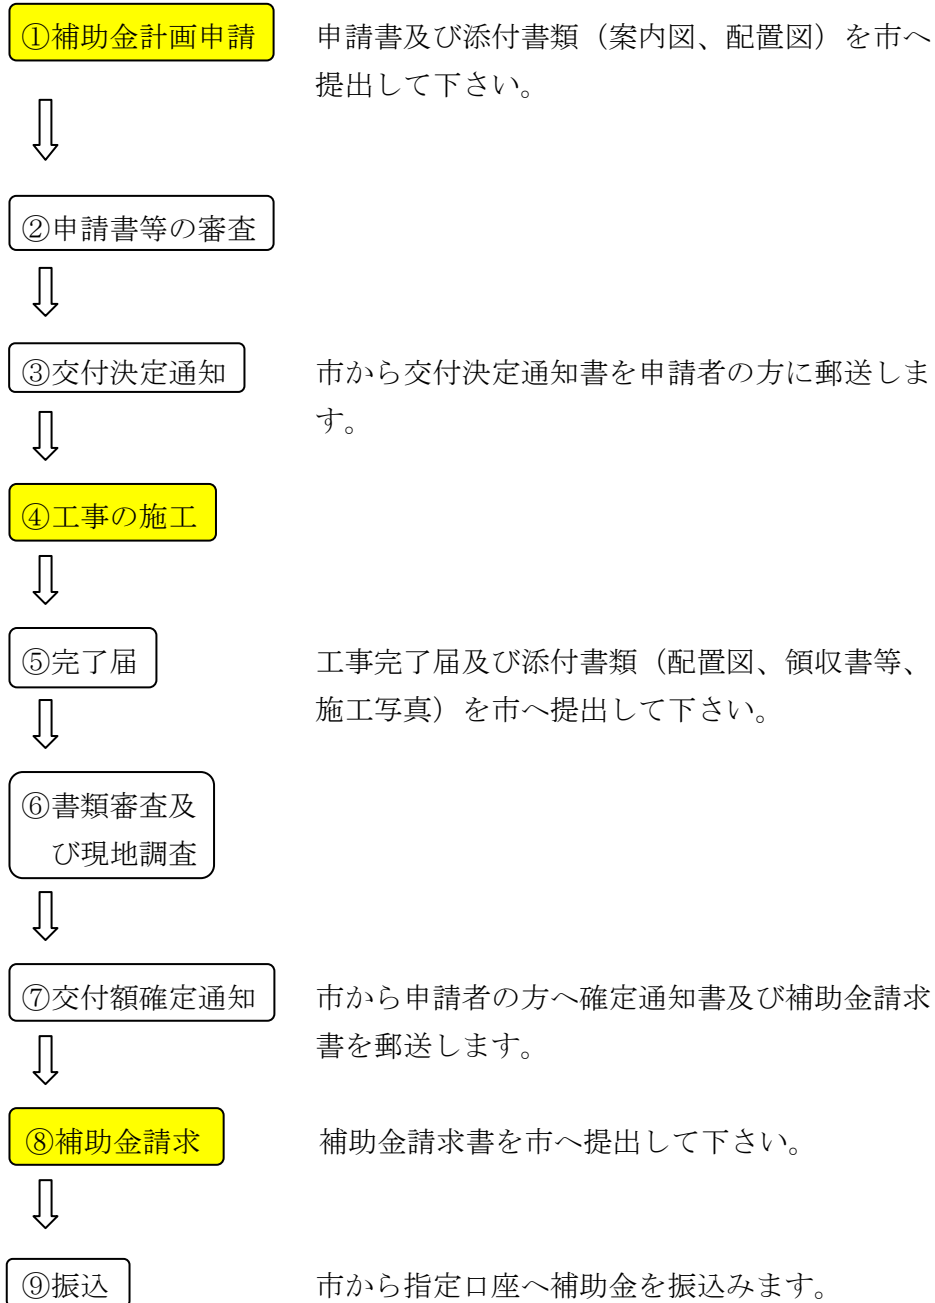 ①補助金計画申請
申請書及び添付書類（案内図、配置図）を市へ
提出して下さい。
②申請書等の審査
③交付決定通知
市から交付決定通知書を申請者の方に郵送しま
す。
④工事の施工
⑤完了届
工事完了届及び添付書類（配置図、領収書等、
施工写真）を市へ提出して下さい。
⑥書類審査及
び現地調査
⑦交付額確定通知
市から申請者の方へ確定通知書及び補助金請求
書を郵送します。
⑧補助金請求
補助金請求書を市へ提出して下さい。
⑨振込
市から指定口座へ補助金を振込みます。